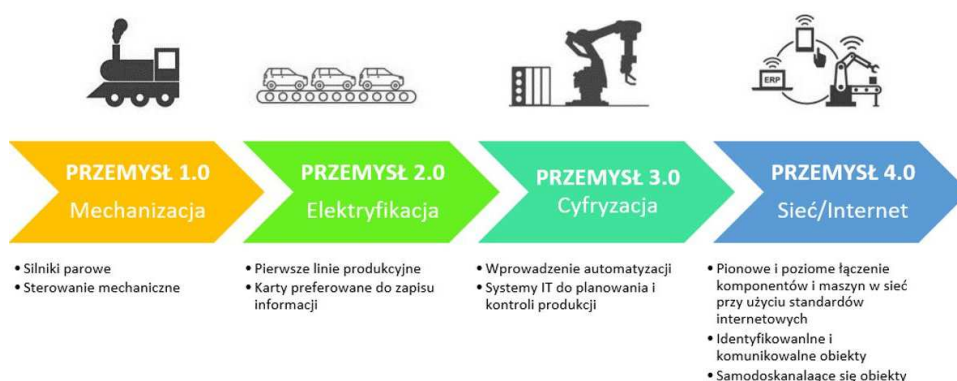 ERP
PRZEMYSŁ 1.0
Mechanizacja
• Silniki parowe
• Sterowanie mechaniczne
PRZEMYSŁ 2.0
Elektryfikacja
• Pierwsze linie produkcyjne
• Karty preferowane do zapisu
informacji
PRZEMYSŁ 3.0
Cyfryzacja
• Wprowadzenie automatyzacji
• Systemy IT do planowania i
kontroli produkcji
PRZEMYSŁ 4.0
Sieć/Internet
• Pionowe i poziome łączenie
komponentów i maszyn w sieć
przy użyciu standardów
internetowych
• Identyfikowanlne i
komunikowalne obiekty
• Samodoskanalające się obiekty